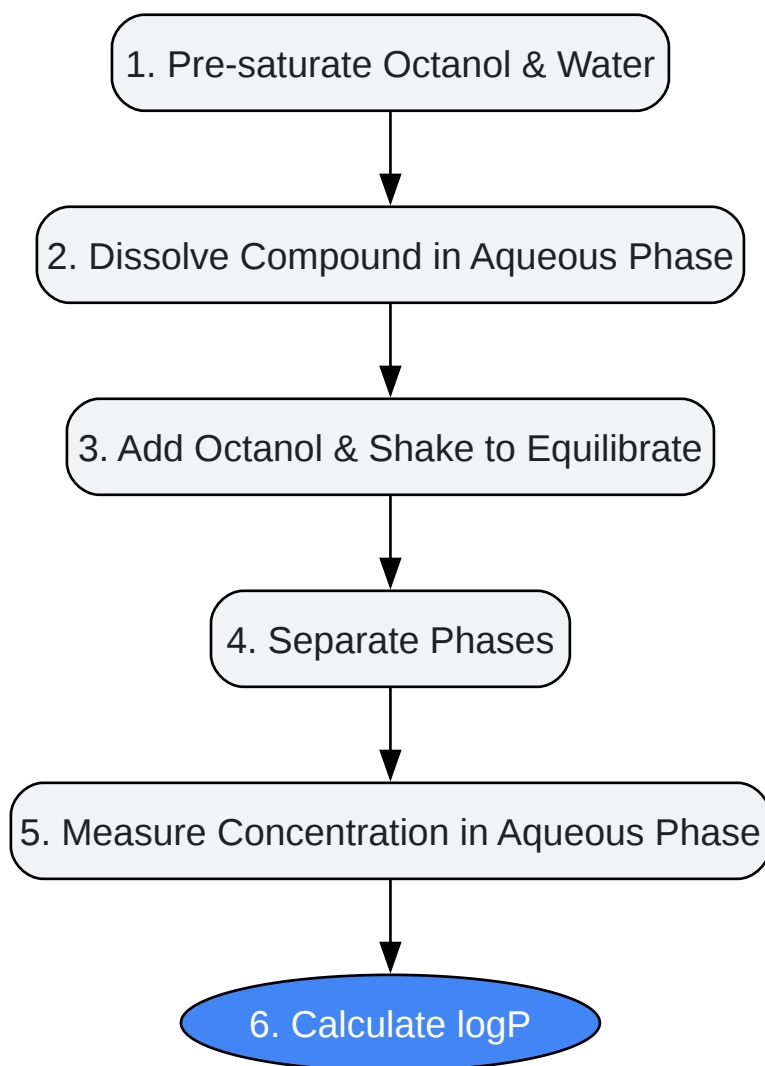 1. Pre-saturate Octanol & Water
2. Dissolve Compound in Aqueous Phase
3. Add Octanol & Shake to Equilibrate
4. Separate Phases
5. Measure Concentration in Aqueous Phase
6. Calculate logP